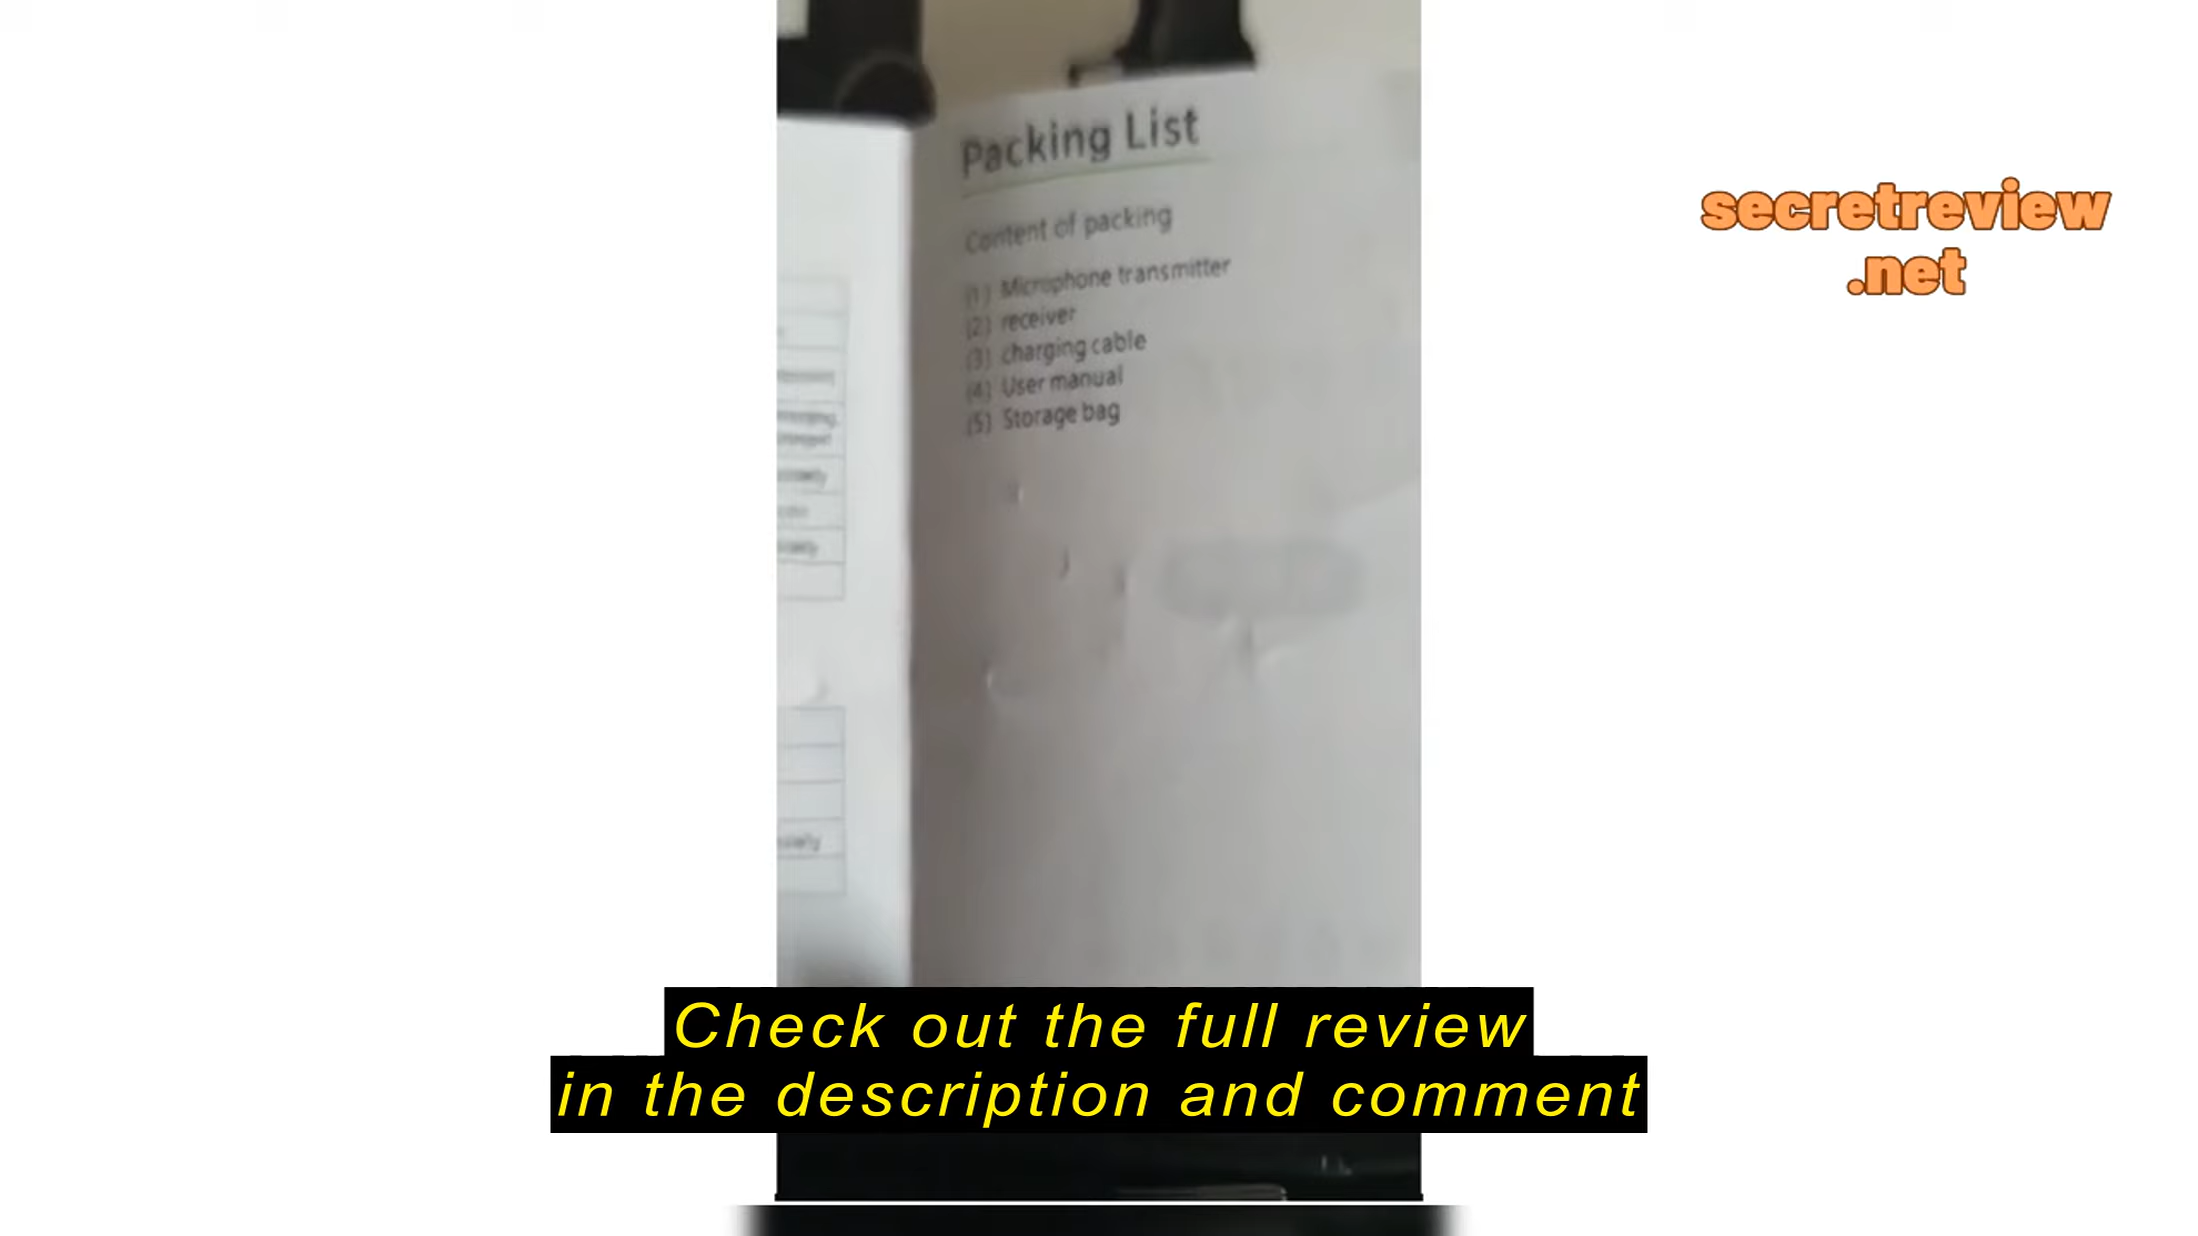 Packing List
Content of packing
(1) Microphone transmitter
(2) receiver
(3) charging cable
(4) User manual
(5) Storage bag
secretreview
.net
Check out the full review
in the description and comment